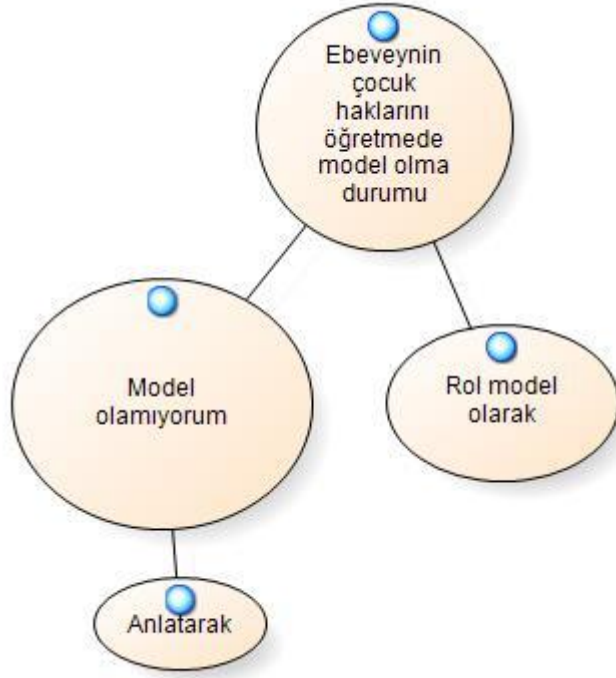 Ebeveynin
çocuk
haklarını
öğretmede
model olma
durumu
Model
olamıyorum
Rol model
olarak
Anlatarak